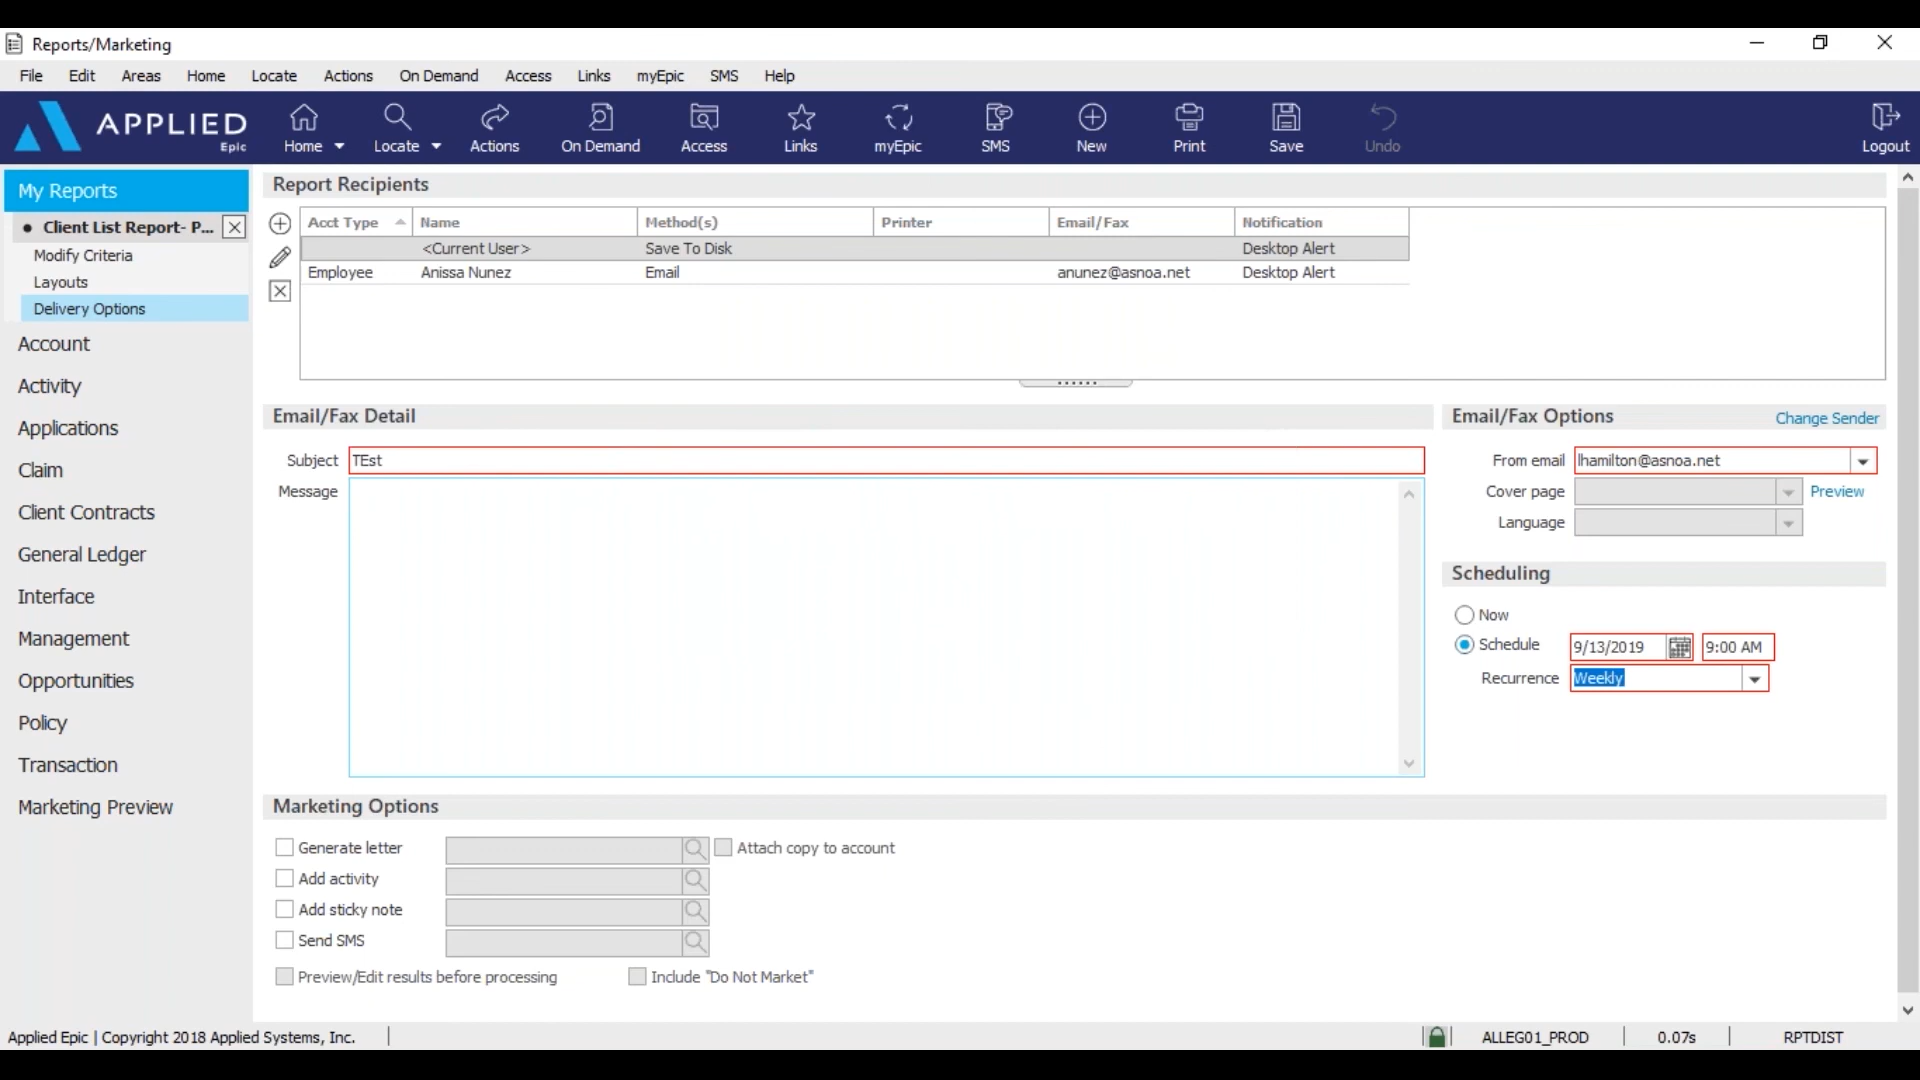 Reports/Marketing
File Edit Areas Home Locate Actions On Demand Access Links myEpic SMS Help
APPLIED
Epic
Home Locate Actions On Demand Access Links myEpic SMS New Print Save Undo Logout
My Reports
Client List Report- P...
Modify Criteria
Layouts
Delivery Options
Account
Activity
Applications
Claim
Client Contracts
General Ledger
Interface
Management
Opportunities
Policy
Transaction
Marketing Preview
Report Recipients
Acct Type Name Method(s) Printer Email/Fax Notification
<Current User> Save To Disk Desktop Alert
Employee Anissa Nunez Email anunez@asnoa.net Desktop Alert
Email/Fax Detail
Subject TEst
Message
Email/Fax Options Change Sender
From email lhamilton@asnoa.net
Cover page Preview
Language
Scheduling
Now
Schedule 9/13/2019 9:00 AM
Recurrence Weekly
Marketing Options
Generate letter Attach copy to account
Add activity
Add sticky note
Send SMS
Preview/Edit results before processing Include "Do Not Market"
Applied Epic | Copyright 2018 Applied Systems, Inc. ALLEG01_PROD 0.07s RPTDIST